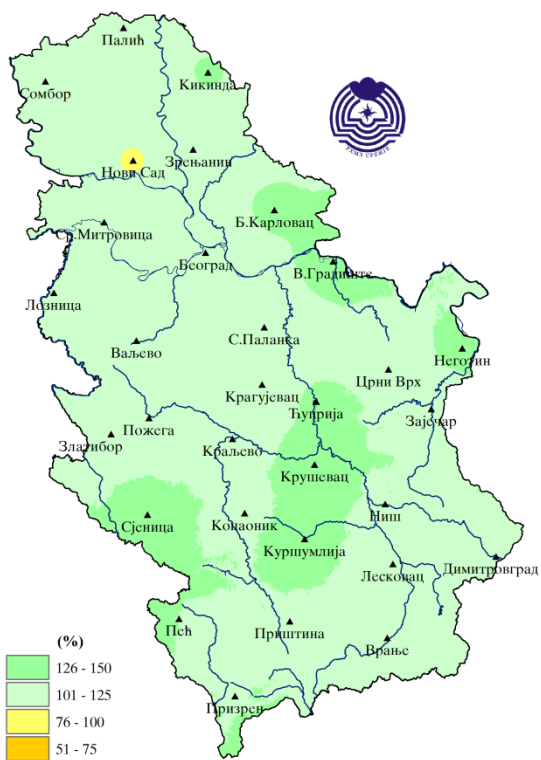 Палић
Кикинда
Сомбор
Зрењанин
Нови Сад
Б.Карловац
Ср.Митровица
Београд
В.Градиште
Лозница
С.Паланка
Ваљево
Неготин
Црни Врх
Крагујевац
Ћуприја
Зајечар
Пожега
Златибор
Краљево
Крушевац
Сјеница
Копаоник
Ниш
Куршумлија
Димитровград
Лесковац
Пећ
Приштина
Врање
Призрен
(%)
126 - 150
101 - 125
76 - 100
51 - 75
РХМЗ СРБИЈЕ